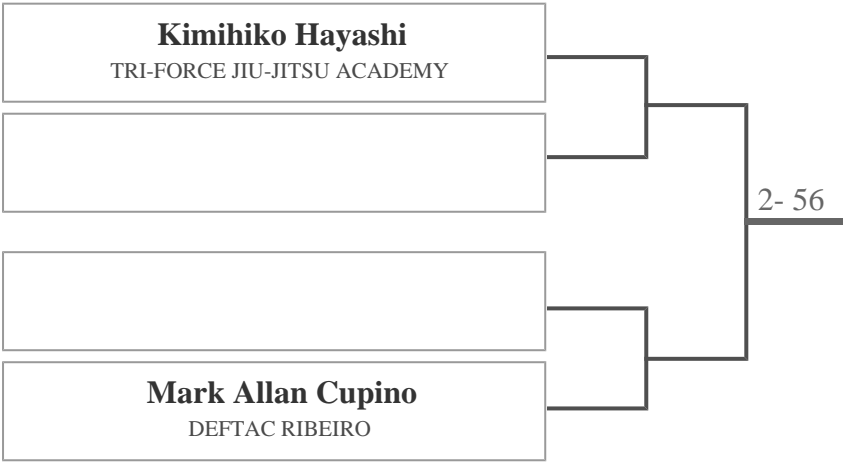 Kimihiko Hayashi
TRI-FORCE JIU-JITSU ACADEMY
2- 56
Mark Allan Cupino
DEFTAC RIBEIRO